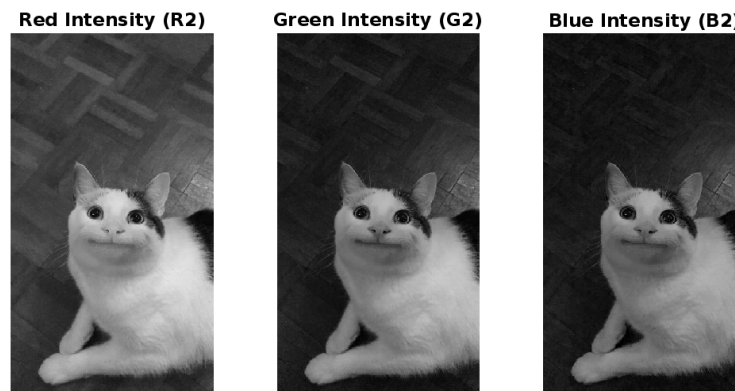 Red Intensity (R2)
Green Intensity (G2)
Blue Intensity (B2)